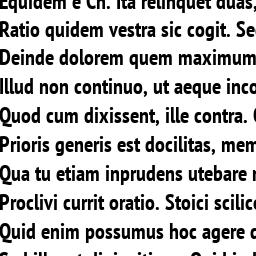 Equidem e Cn. Ita relinquet duas,
Ratio quidem vestra sic cogit. Se
Deinde dolorem quem maximum
Illud non continuo, ut aeque inco
Quod cum dixissent, ille contra.
Prioris generis est docilitas, mem
Qua tu etiam inprudens utebare
Proclivi currit oratio. Stoici scilic
Quid enim possumus hoc agere